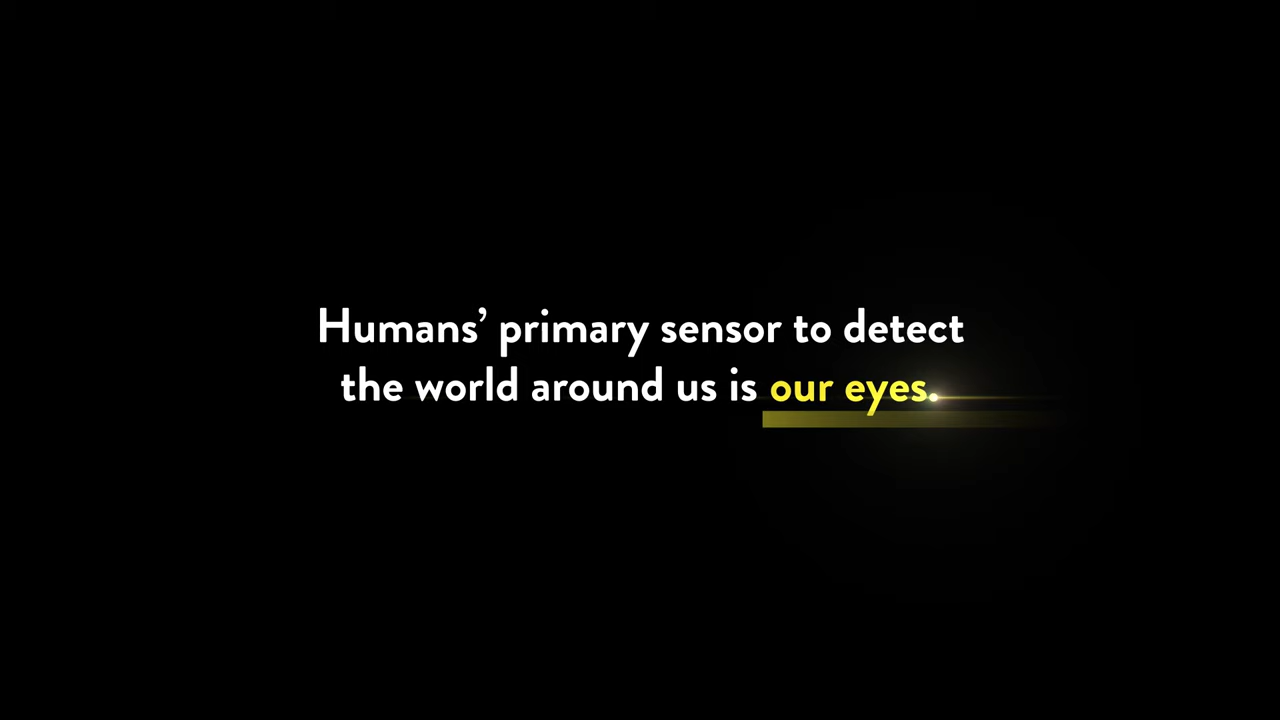 Humans’ primary sensor to detect
the world around us is our eyes.